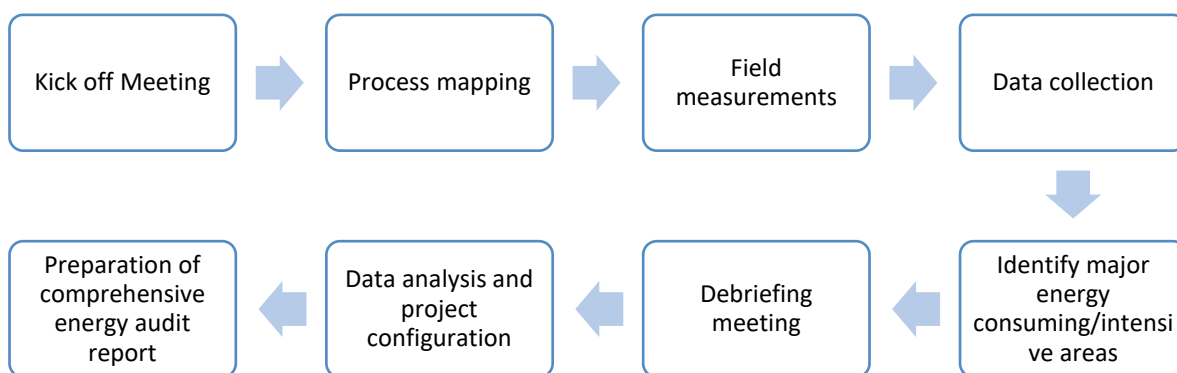 Kick off Meeting
Process mapping
Field
measurements
Data collection
Identify major
energy
consuming/intensi
ve areas
Debriefing
meeting
Data analysis and
project
configuration
Preparation of
comprehensive
energy audit
report